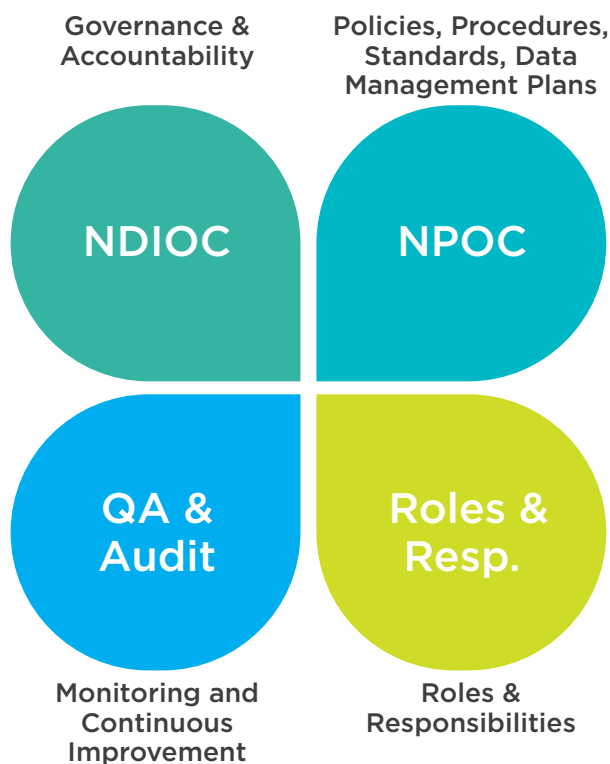 Governance &
Accountability
Policies, Procedures,
Standards, Data
Management Plans
NDIOC
NPOC
QA &
Audit
Roles &
Resp.
Monitoring and
Continuous
Improvement
Roles &
Responsibilities